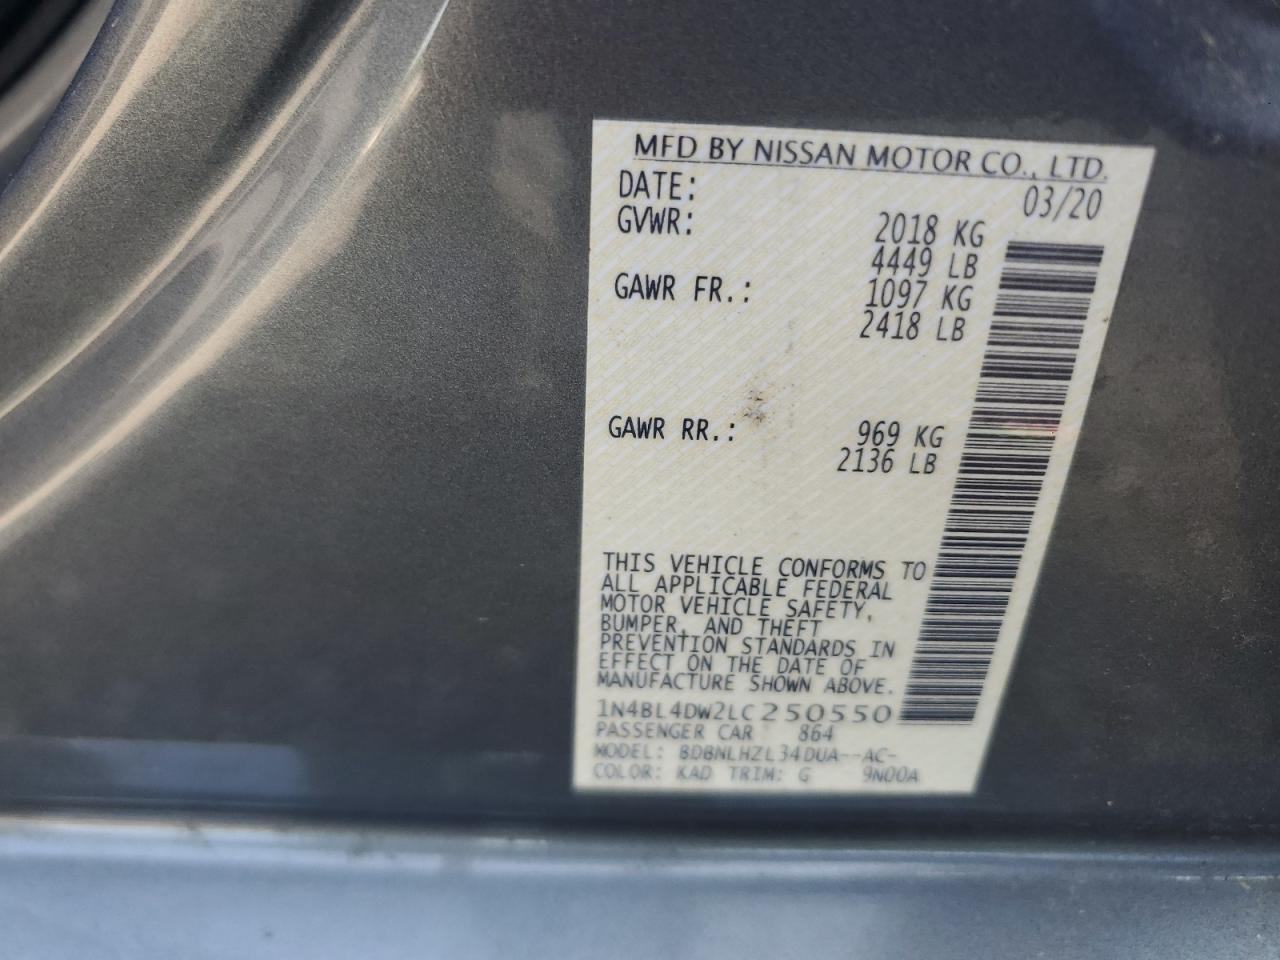 MFD BY NISSAN MOTOR CO., LTD.
DATE: 03/20
GVWR: 2018 KG
4449 LB
GAWR FR.: 1097 KG
2418 LB
GAWR RR.: 969 KG
2136 LB
THIS VEHICLE CONFORMS TO
ALL APPLICABLE FEDERAL
MOTOR VEHICLE SAFETY,
BUMPER, AND THEFT
PREVENTION STANDARDS IN
EFFECT ON THE DATE OF
MANUFACTURE SHOWN ABOVE.
1N4BL4DW2LC250550
PASSENGER CAR 864
MODEL: BDBNLHZL34DUA--AC-
COLOR: KAD TRIM: G 9N00A